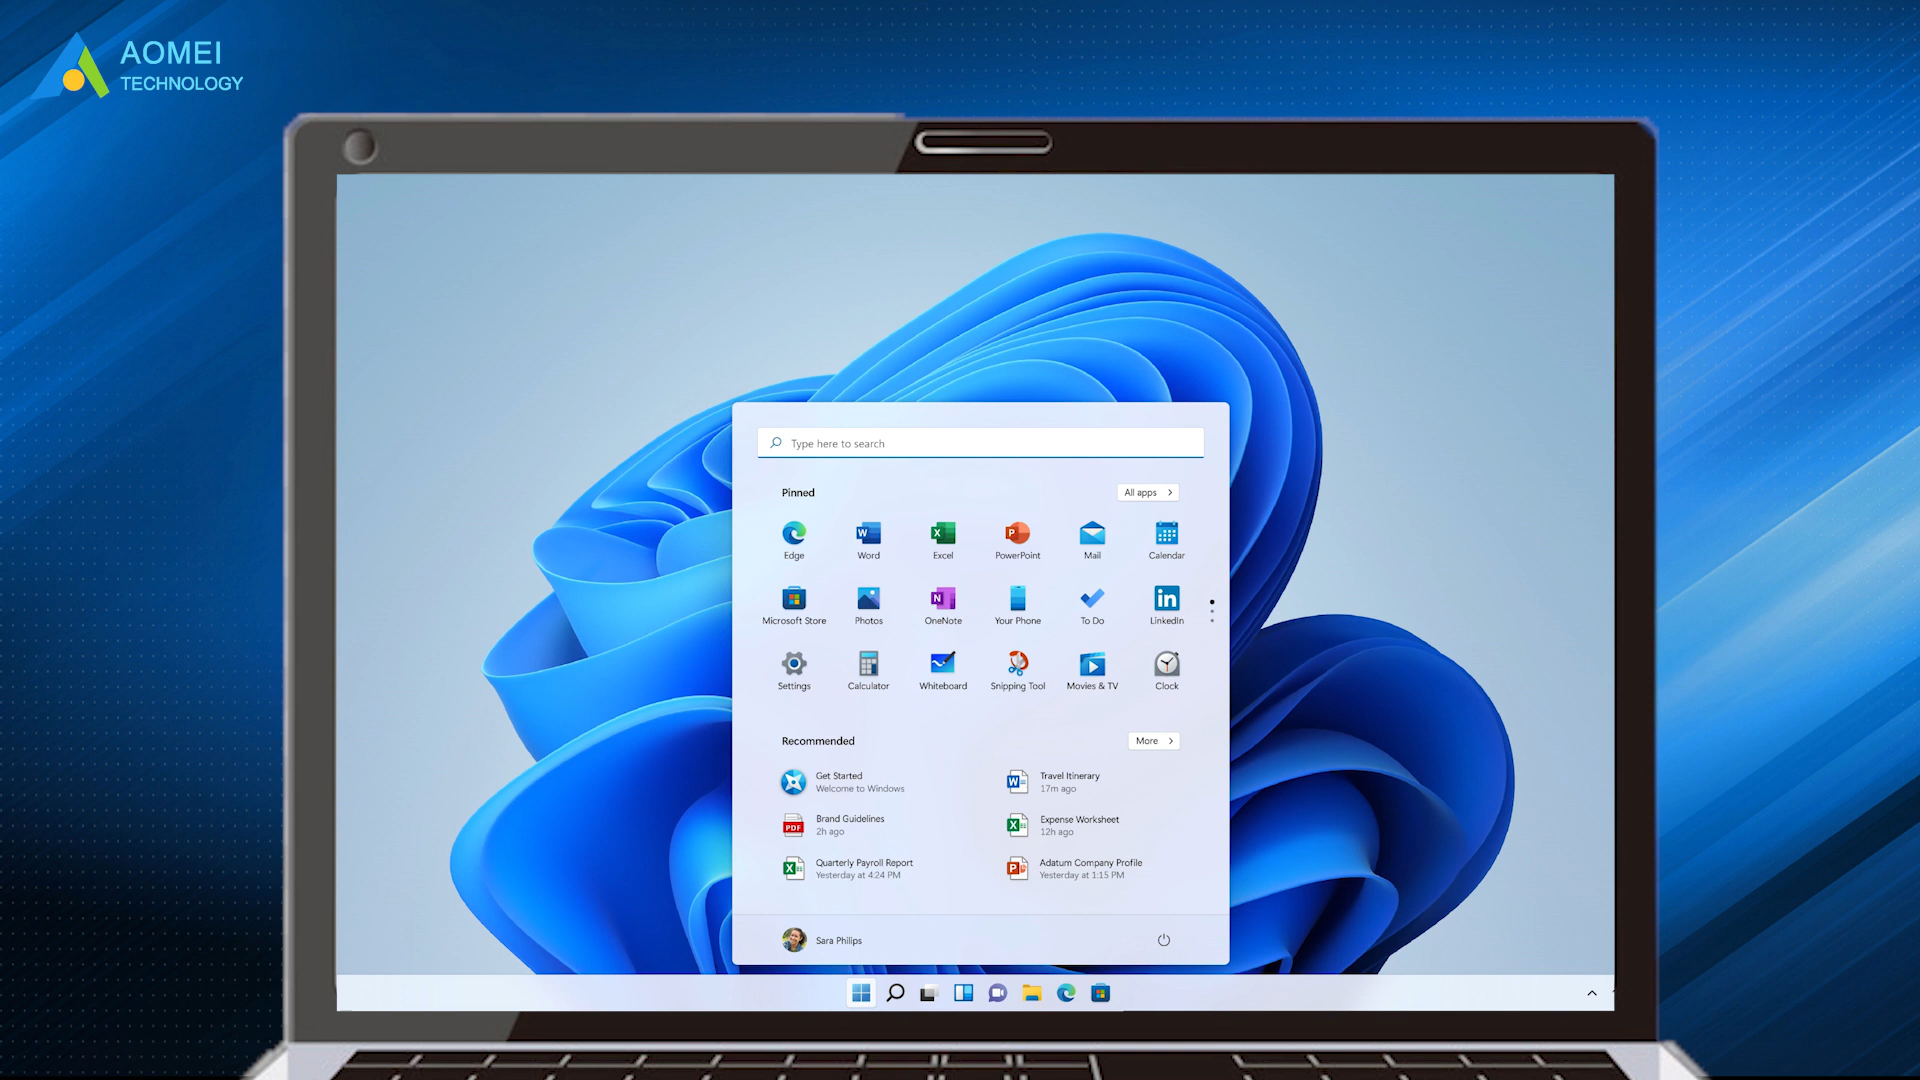 AOMEI
TECHNOLOGY
Type here to search
Pinned
All apps
Edge
Word
Excel
PowerPoint
Mail
Calendar
Microsoft Store
Photos
OneNote
Your Phone
To Do
LinkedIn
Settings
Calculator
Whiteboard
Snipping Tool
Movies & TV
Clock
Recommended
More
Get Started
Welcome to Windows
Travel Itinerary
17m ago
Brand Guidelines
2h ago
Expense Worksheet
12h ago
Quarterly Payroll Report
Yesterday at 4:24 PM
Adatum Company Profile
Yesterday at 1:15 PM
Sara Philips